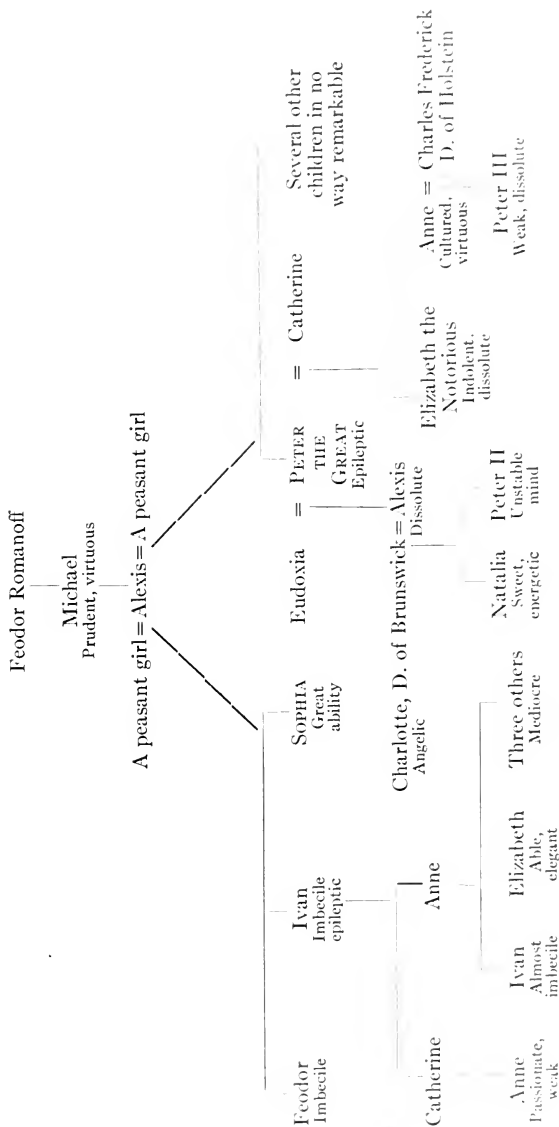 Feodor Romanoff
Michael
Prudent, virtuous
A peasant girl = Alexis = A peasant girl
Feodor
Imbecile
Ivan
Imbecile
epileptic
SOPHIA
Great
ability
Eudoxia
=
PETER
THE
GREAT
Epileptic
=
Catherine
Several other
children in no
way remarkable
Catherine
Anne
Charlotte, D. of Brunswick = Alexis
Angelic
Dissolute
Elizabeth the
Notorious
Indolent,
dissolute
Anne = Charles Frederick
Cultured,
virtuous
D. of Holstein
Anne
Passionate,
weak
Ivan
Almost
imbecile
Elizabeth
Able,
elegant
Three others
Mediocre
Natalia
Sweet,
energetic
Peter II
Unstable
mind
Peter III
Weak, dissolute